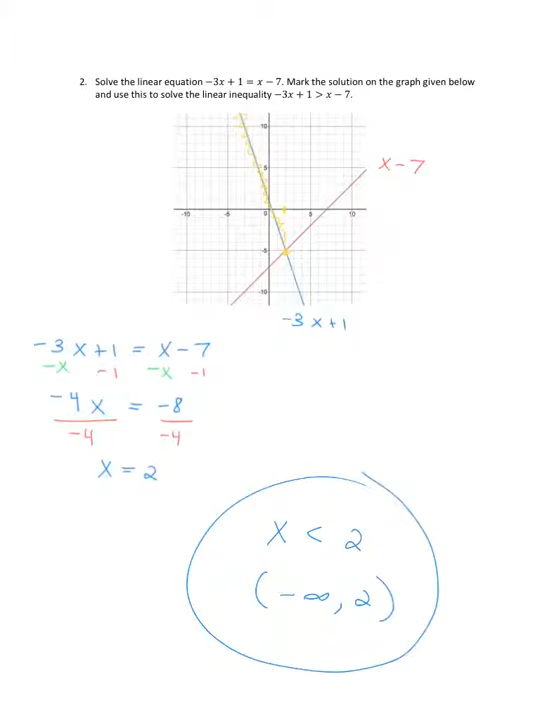 2. Solve the linear equation −3x + 1 = x − 7. Mark the solution on the graph given below
and use this to solve the linear inequality −3x + 1 > x − 7.
10
x − 7
5
-10 -5 0 5 10
-5
-10
−3x+1
−3x+1 = x−7
−x −1 −x −1
−4x = −8
−4 −4
x = 2
x < 2
(−∞, 2)